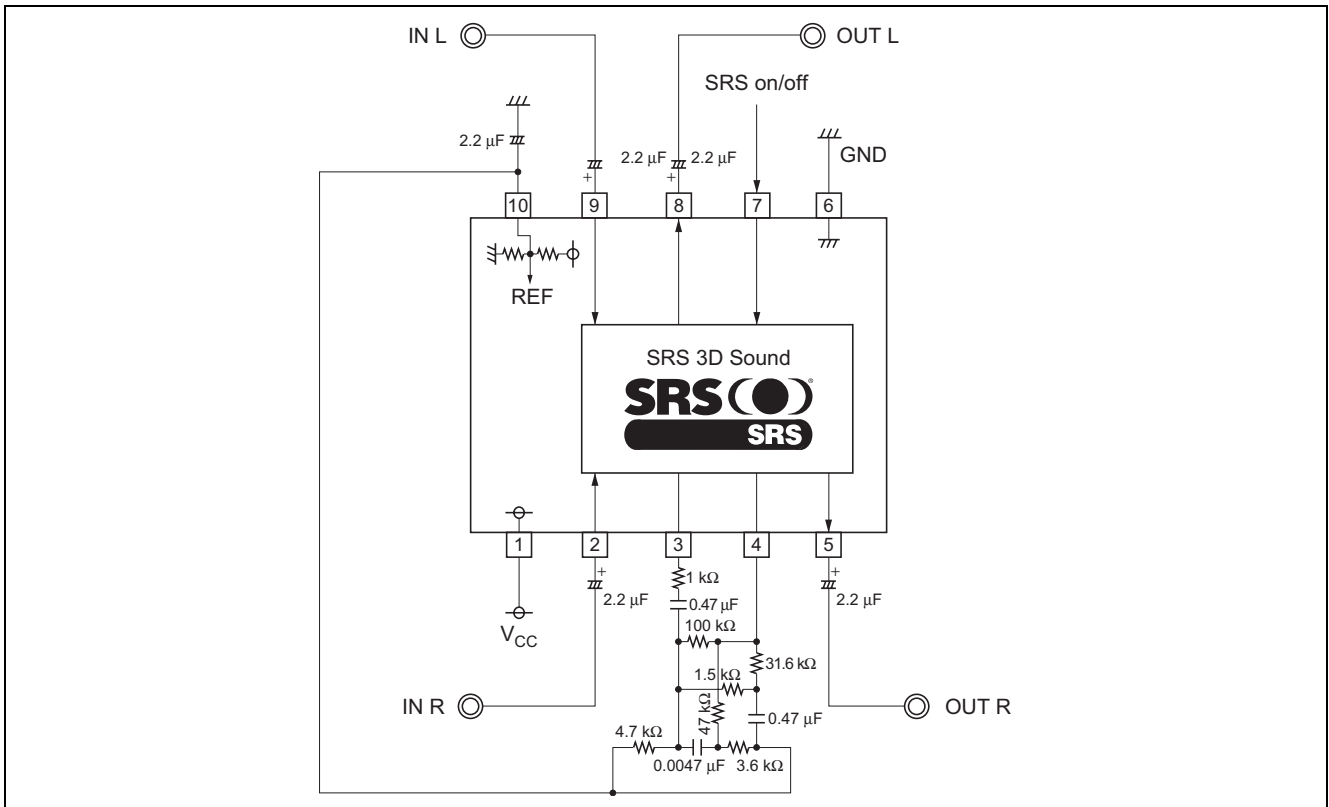 IN L
OUT L
SRS on/off
2.2 µF
2.2 µF
2.2 µF
GND
+
+
10
9
8
7
6
REF
SRS 3D Sound
SRS
®
SRS
1
2
3
4
5
+
+
1 kΩ
2.2 µF
0.47 µF
2.2 µF
VCC
100 kΩ
31.6 kΩ
1.5 kΩ
IN R
47 kΩ
0.47 µF
OUT R
4.7 kΩ
0.0047 µF
3.6 kΩ